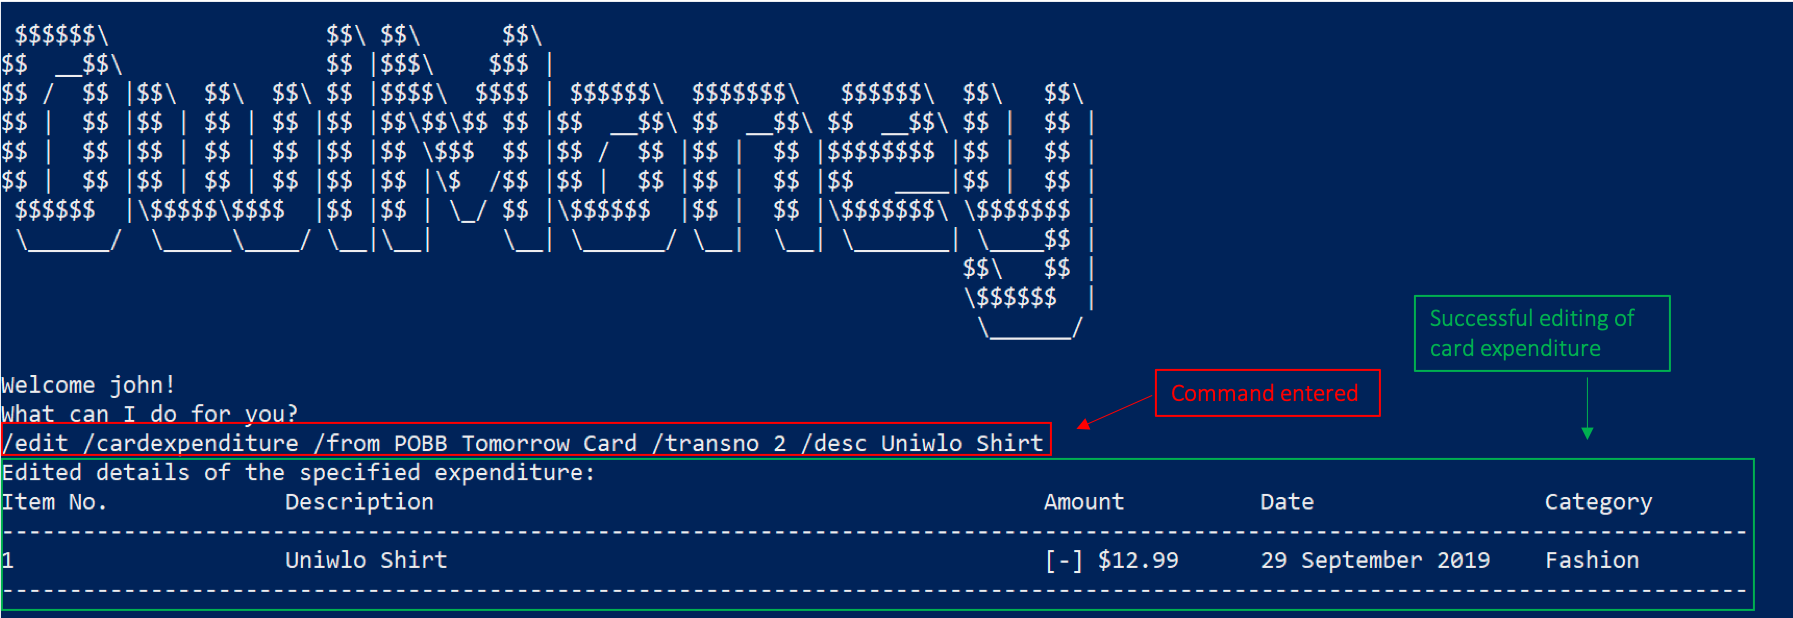 $$$$$$\                $$\ $$\      $$\
$$  __$$\               $$ |$$$\    $$$ |
$$ /  $$ |$$\  $$\  $$\ $$ |$$$$\  $$$$ | $$$$$$\  $$$$$$$\   $$$$$$\  $$\   $$\
$$ |  $$ |$$ | $$ | $$ |$$ |$$\$$\$$ $$ |$$  __$$\ $$  __$$\ $$  __$$\ $$ |  $$ |
$$ |  $$ |$$ | $$ | $$ |$$ |$$ \$$$  $$ |$$ /  $$ |$$ |  $$ |$$$$$$$$ |$$ |  $$ |
$$ |  $$ |$$ | $$ | $$ |$$ |$$ |\$  /$$ |$$ |  $$ |$$ |  $$ |$$   ____|$$ |  $$ |
 $$$$$$  |\$$$$$\$$$$  |$$ |$$ | \_/ $$ |\$$$$$$  |$$ |  $$ |\$$$$$$$\ \$$$$$$$ |
 \______/  \_____\____/ \__|\__|     \__| \______/ \__|  \__| \_______| \____$$ |
                                                                       $$\   $$ |
                                                                       \$$$$$$  |
                                                                        \______/
Successful editing of
card expenditure
Welcome john!
Command entered
What can I do for you?
/edit /cardexpenditure /from POBB Tomorrow Card /transno 2 /desc Uniwlo Shirt
Edited details of the specified expenditure:
Item No. Description Amount Date Category
---------------------------------------------------------------------------------------------------------------------------------
1 Uniwlo Shirt [-] $12.99 29 September 2019 Fashion
---------------------------------------------------------------------------------------------------------------------------------